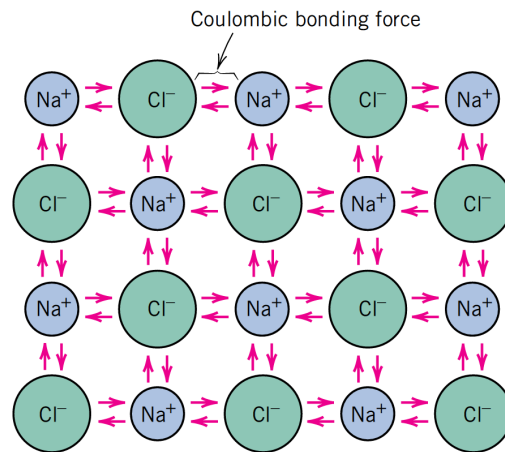 Coulombic bonding force
Na⁺ Cl⁻ Na⁺ Cl⁻ Na⁺
Cl⁻ Na⁺ Cl⁻ Na⁺ Cl⁻
Na⁺ Cl⁻ Na⁺ Cl⁻ Na⁺
Cl⁻ Na⁺ Cl⁻ Na⁺ Cl⁻